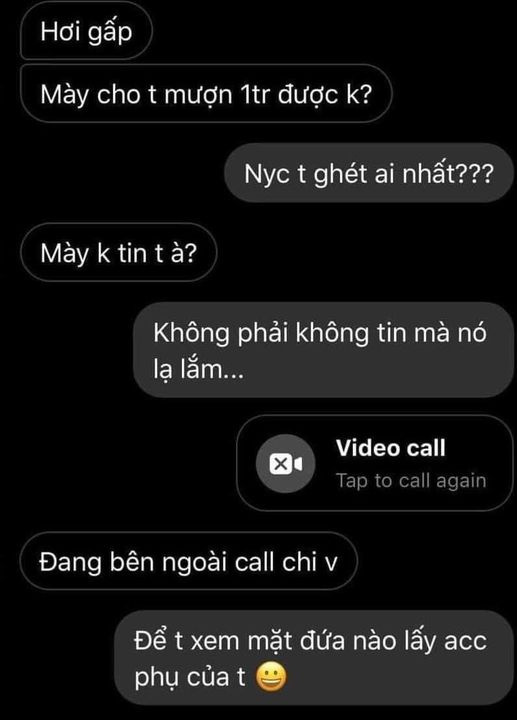 Hơi gấp
Mày cho t mượn 1tr được k?
Nyc t ghét ai nhất???
Mày k tin t à?
Không phải không tin mà nó
lạ lắm...
Video call
Tap to call again
Đang bên ngoài call chi v
Để t xem mặt đứa nào lấy acc
phụ của t 😀